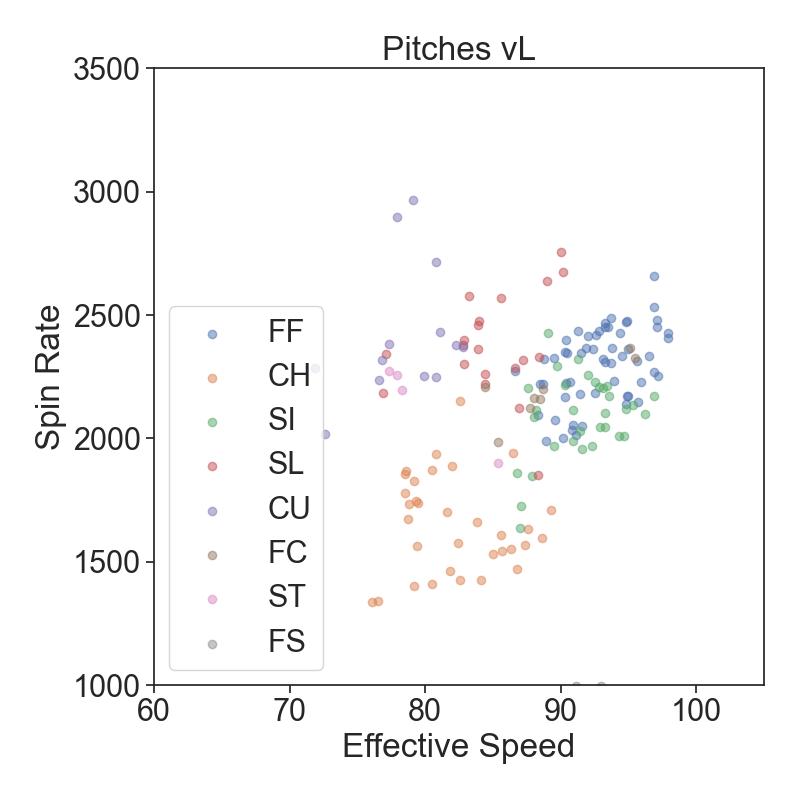 Pitches vL
3500
3000
2500
2000
1500
1000
Spin Rate
FF
CH
SI
SL
CU
FC
ST
FS
60 70 80 90 100
Effective Speed